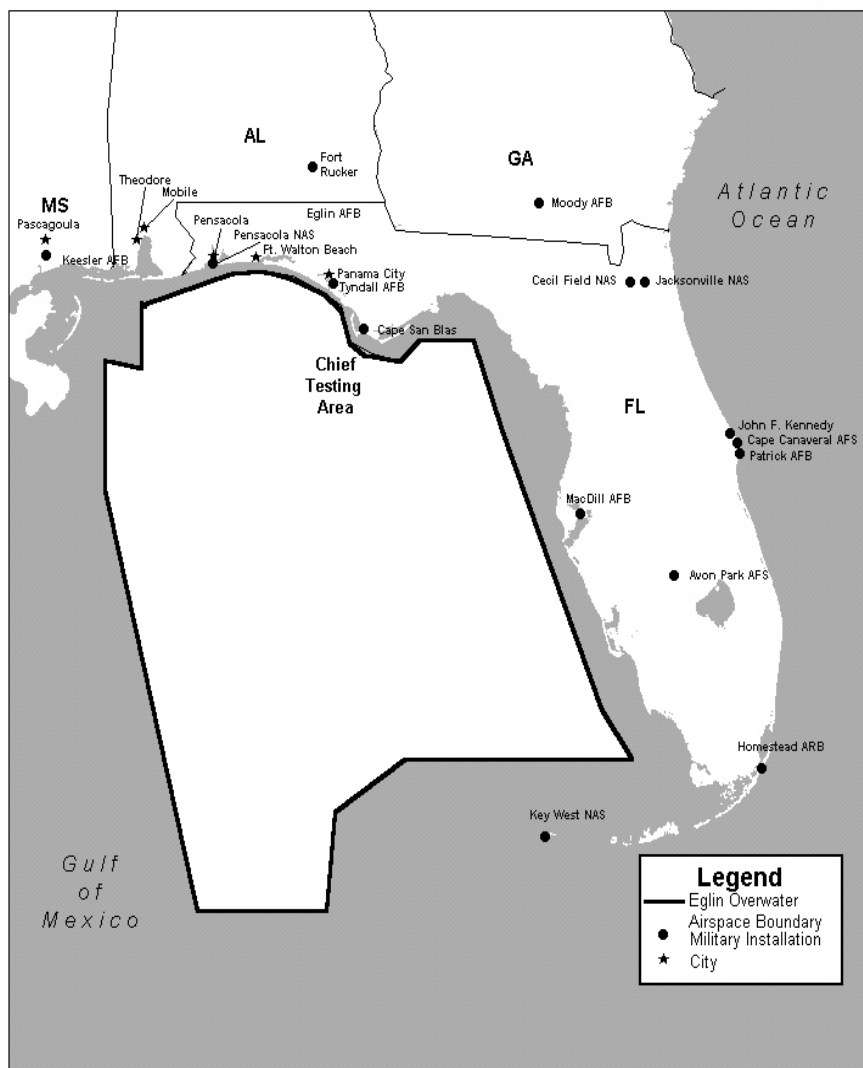 AL
Fort
Rucker
GA
Theodore
Mobile
MS
Pascagoula
Keesler AFB
Pensacola
Eglin AFB
Pensacola NAS
Ft. Walton Beach
Moody AFB
Atlantic
Ocean
Panama City
Tyndall AFB
Cecil Field NAS
Jacksonville NAS
Cape San Blas
Chief
Testing
Area
FL
John F. Kennedy
Cape Canaveral AFS
Patrick AFB
MacDill AFB
Avon Park AFS
Homestead ARB
Key West NAS
Gulf
of
Mexico
Legend
Eglin Overwater
Airspace Boundary
Military Installation
City